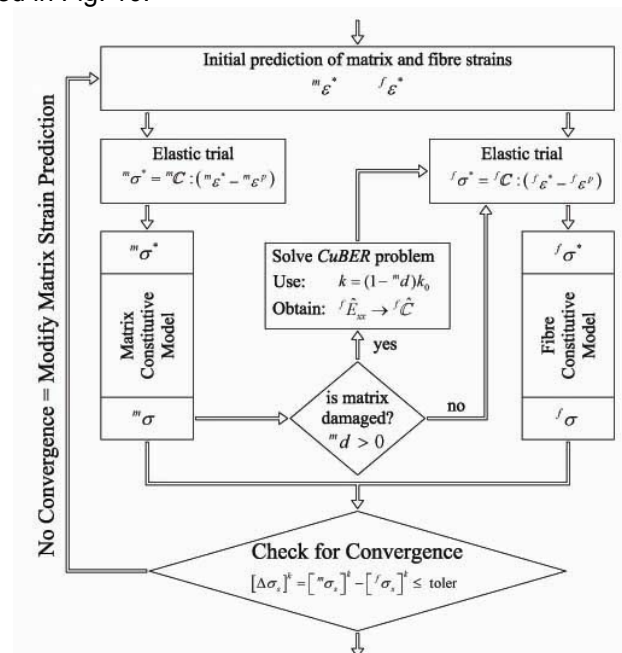 ed in Fig. 10.
Initial prediction of matrix and fibre strains
ᵐε* ᶠε*
Elastic trial
ᵐσ* = ᵐC : (ᵐε* − ᵐεᵖ)
Elastic trial
ᶠσ* = ᶠC : (ᶠε* − ᶠεᵖ)
ᵐσ*
Matrix
Constitutive
Model
ᵐσ
Solve CuBER problem
Use: k = (1− ᵐd)k₀
Obtain: ᶠÊₓₓ → ᶠĈ
yes
is matrix
damaged?
ᵐd > 0
no
ᶠσ*
Fibre
Constitutive
Model
ᶠσ
No Convergence = Modify Matrix Strain Prediction
Check for Convergence
[Δσₛ]ᵏ = [ᵐσₛ]ᵏ − [ᶠσₛ]ᵏ ≤ toler